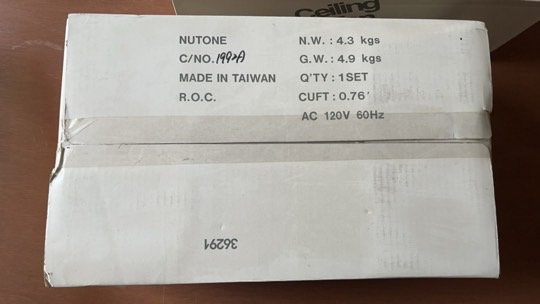 Ceiling
NUTONE
C/NO. 1992A
MADE IN TAIWAN
R.O.C.
N.W. : 4.3 kgs
G.W. : 4.9 kgs
Q'TY : 1SET
CUFT : 0.76'
AC 120V 60Hz
36291